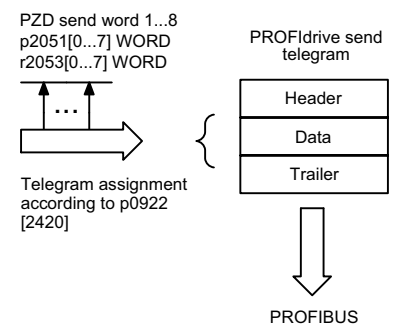 PZD send word 1...8
p2051[0...7] WORD
r2053[0...7] WORD
...
Telegram assignment
according to p0922
[2420]
PROFIdrive send
telegram
Header
Data
Trailer
PROFIBUS